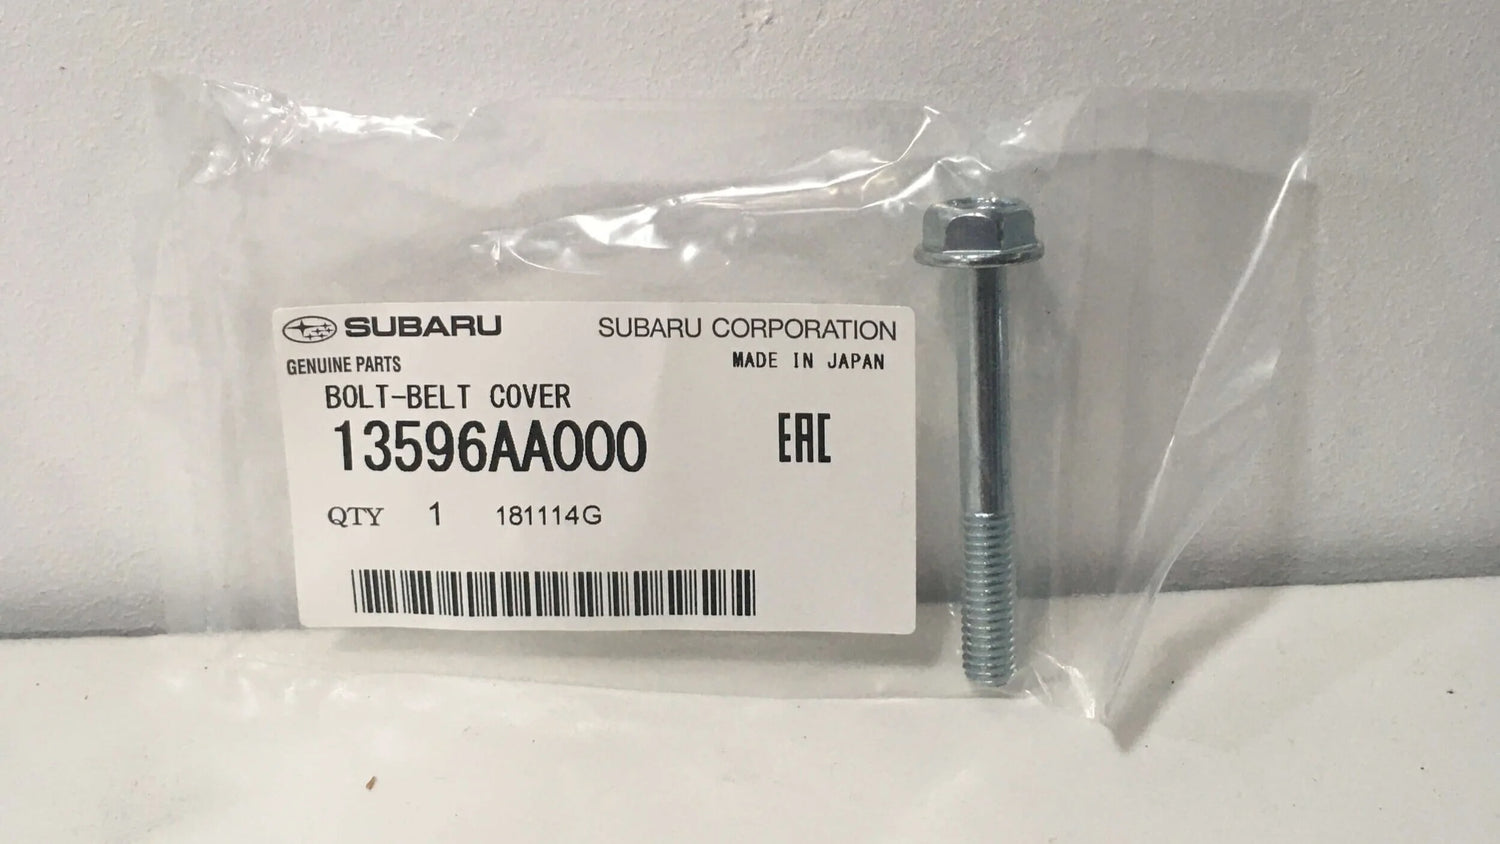 SUBARU SUBARU CORPORATION
GENUINE PARTS MADE IN JAPAN
BOLT-BELT COVER
13596AA000 EAC
QTY 1 181114G